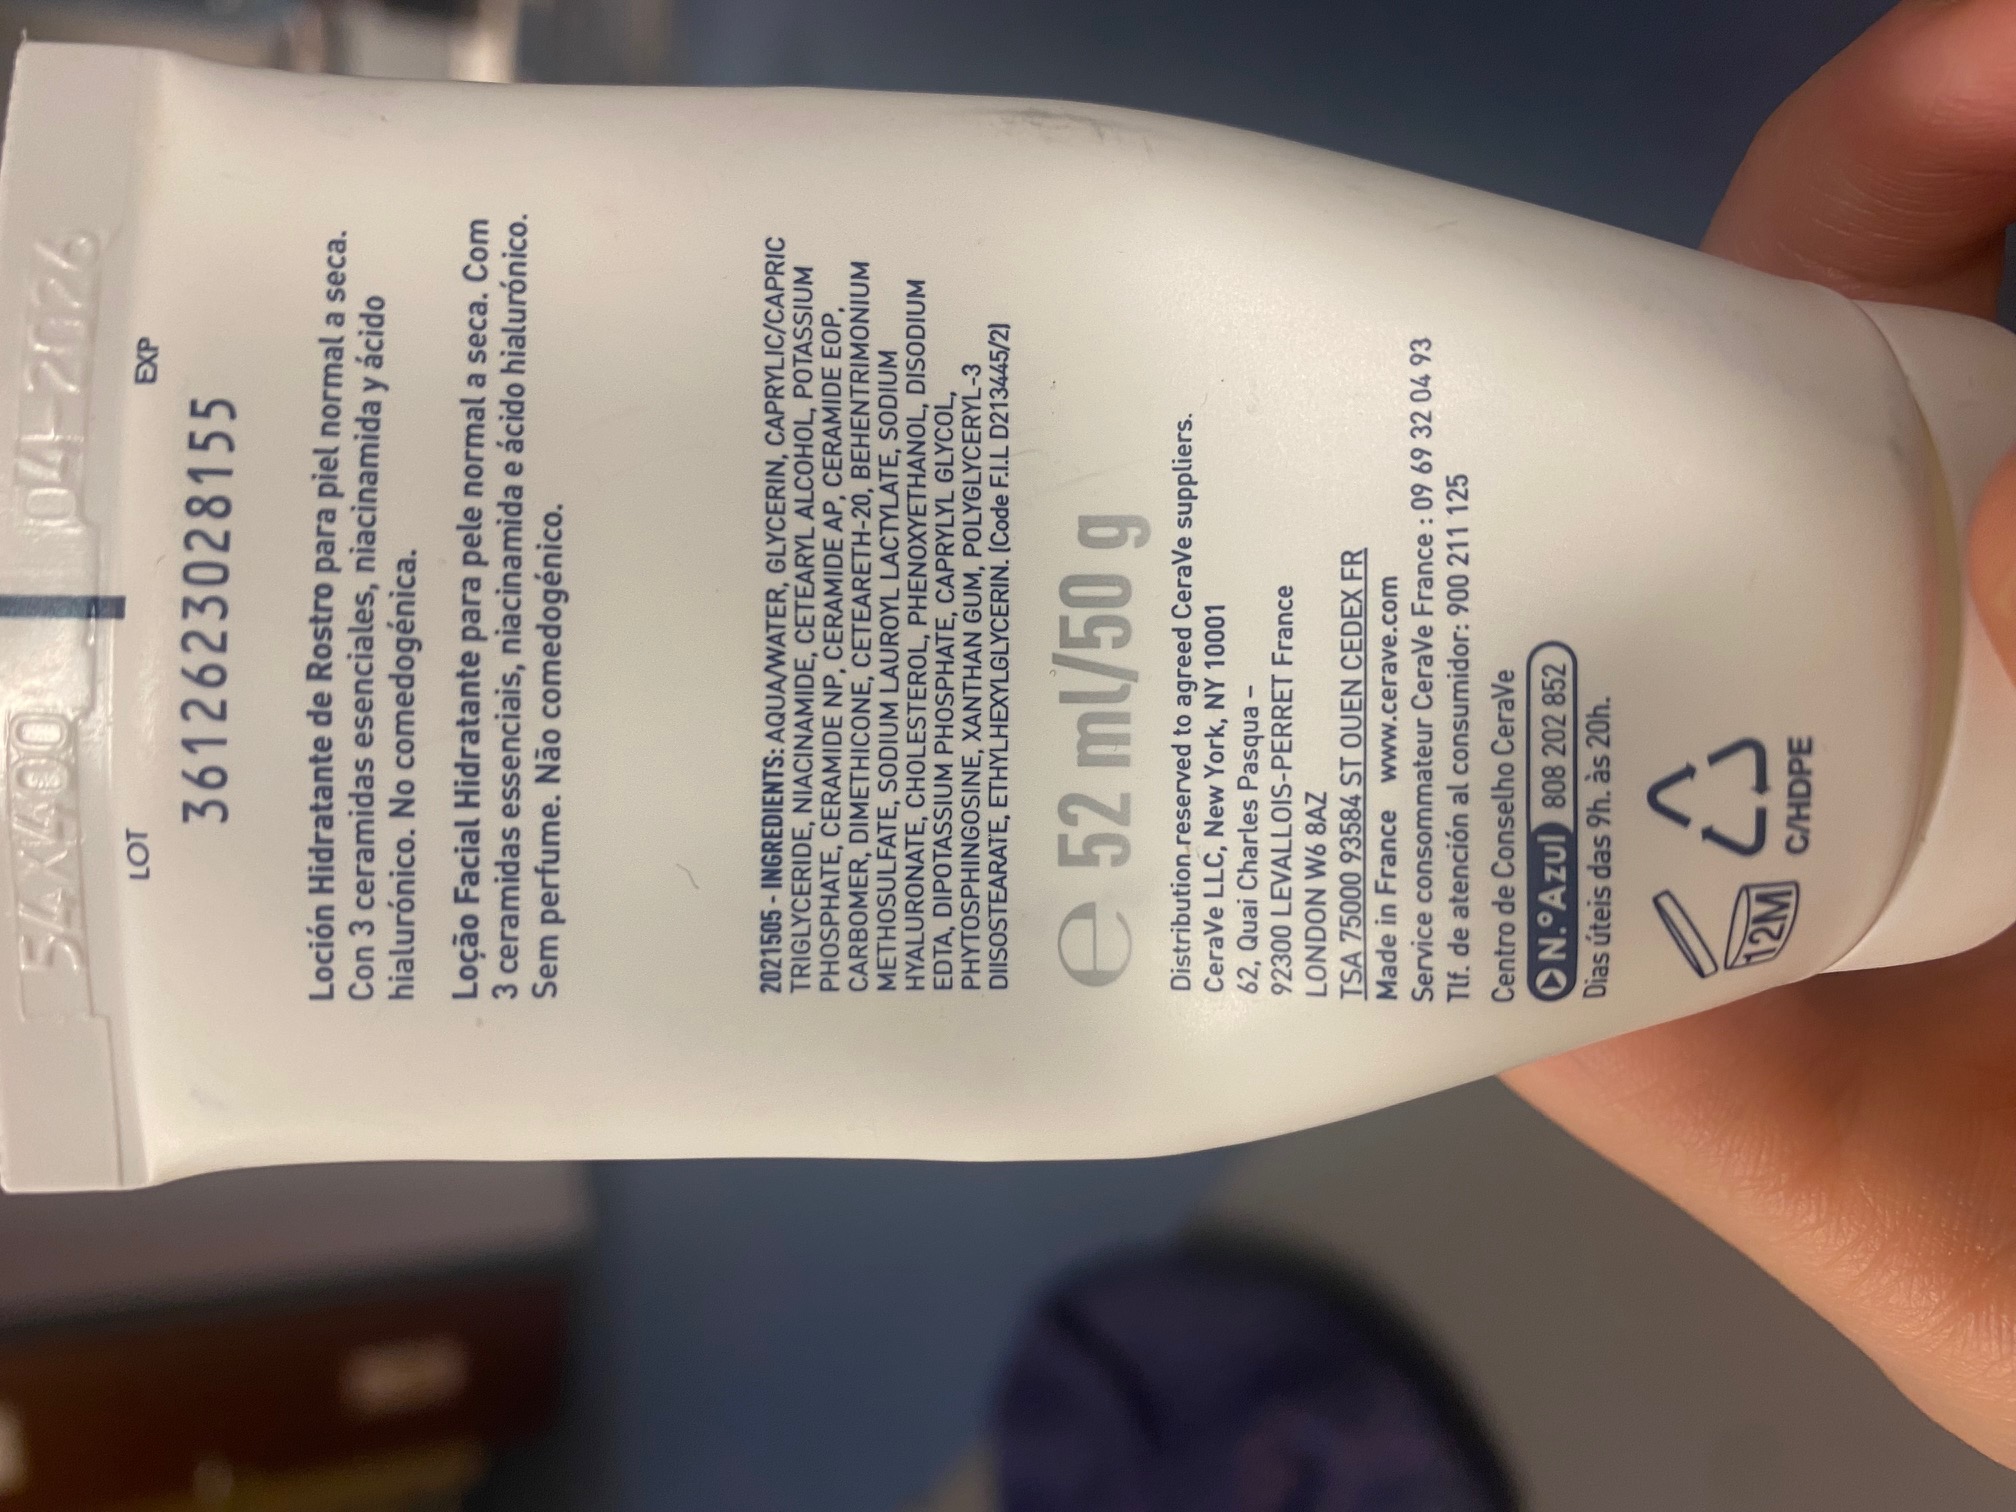 54X400 04-2026
LOT EXP
3612623028155
Loción Hidratante de Rostro para piel normal a seca.
Con 3 ceramidas esenciales, niacinamida y ácido
hialurónico. No comedogénica.
Loção Facial Hidratante para pele normal a seca. Com
3 ceramidas essenciais, niacinamida e ácido hialurónico.
Sem perfume. Não comedogénico.
2021505 - INGREDIENTS: AQUA/WATER, GLYCERIN, CAPRYLIC/CAPRIC
TRIGLYCERIDE, NIACINAMIDE, CETEARYL ALCOHOL, POTASSIUM
PHOSPHATE, CERAMIDE NP, CERAMIDE AP, CERAMIDE EOP,
CARBOMER, DIMETHICONE, CETEARETH-20, BEHENTRIMONIUM
METHOSULFATE, SODIUM LAUROYL LACTYLATE, SODIUM
HYALURONATE, CHOLESTEROL, PHENOXYETHANOL, DISODIUM
EDTA, DIPOTASSIUM PHOSPHATE, CAPRYLYL GLYCOL,
PHYTOSPHINGOSINE, XANTHAN GUM, POLYGLYCERYL-3
DIISOSTEARATE, ETHYLHEXYLGLYCERIN. (Code F.I.L D213445/2)
e 52 ml/50 g
Distribution reserved to agreed CeraVe suppliers.
CeraVe LLC, New York, NY 10001
62, Quai Charles Pasqua –
92300 LEVALLOIS-PERRET France
LONDON W6 8AZ
TSA 75000 93584 ST OUEN CEDEX FR
Made in France www.cerave.com
Service consommateur CeraVe France : 09 69 32 04 93
Tlf. de atención al consumidor: 900 211 125
Centro de Conselho CeraVe
N.ºAzul 808 202 852
Dias úteis das 9h. às 20h.
12M
C/HDPE